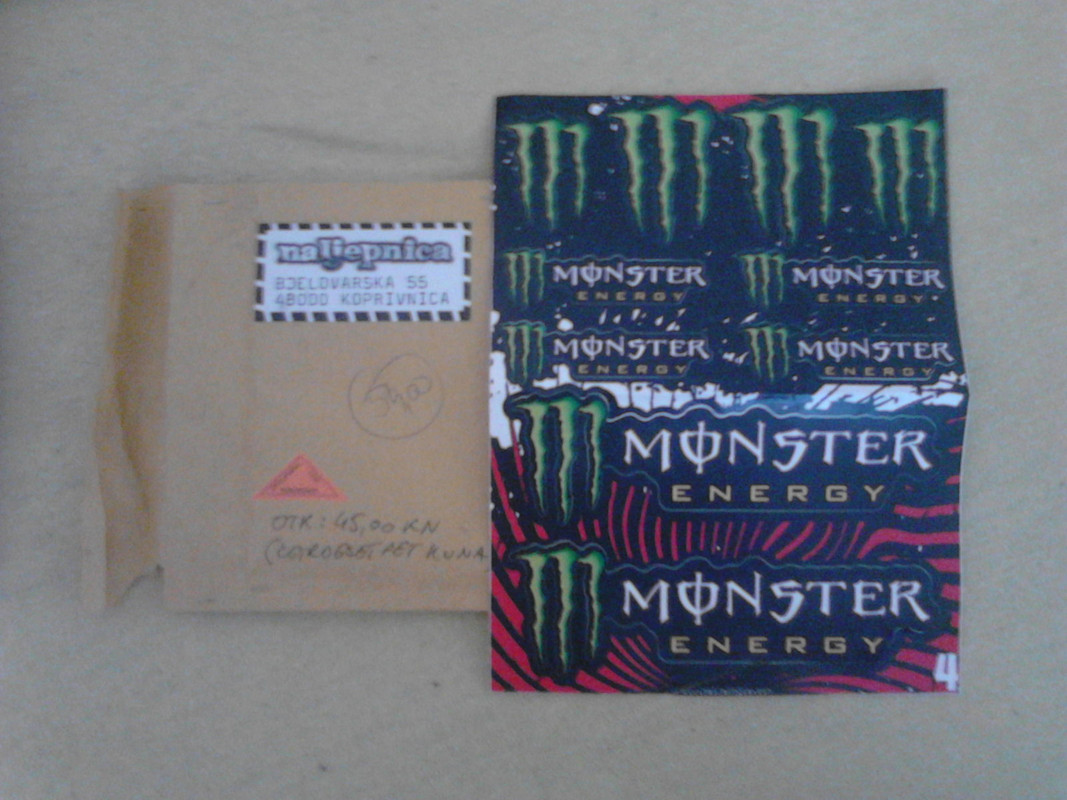 naljepnica
BJELOVARSKA 55
48000 KOPRIVNICA
OTK: 45,00 KN
KUNA
MONSTER
ENERGY
MONSTER
ENERGY
MONSTER
ENERGY
MONSTER
ENERGY
MONSTER
ENERGY
MONSTER
ENERGY
4